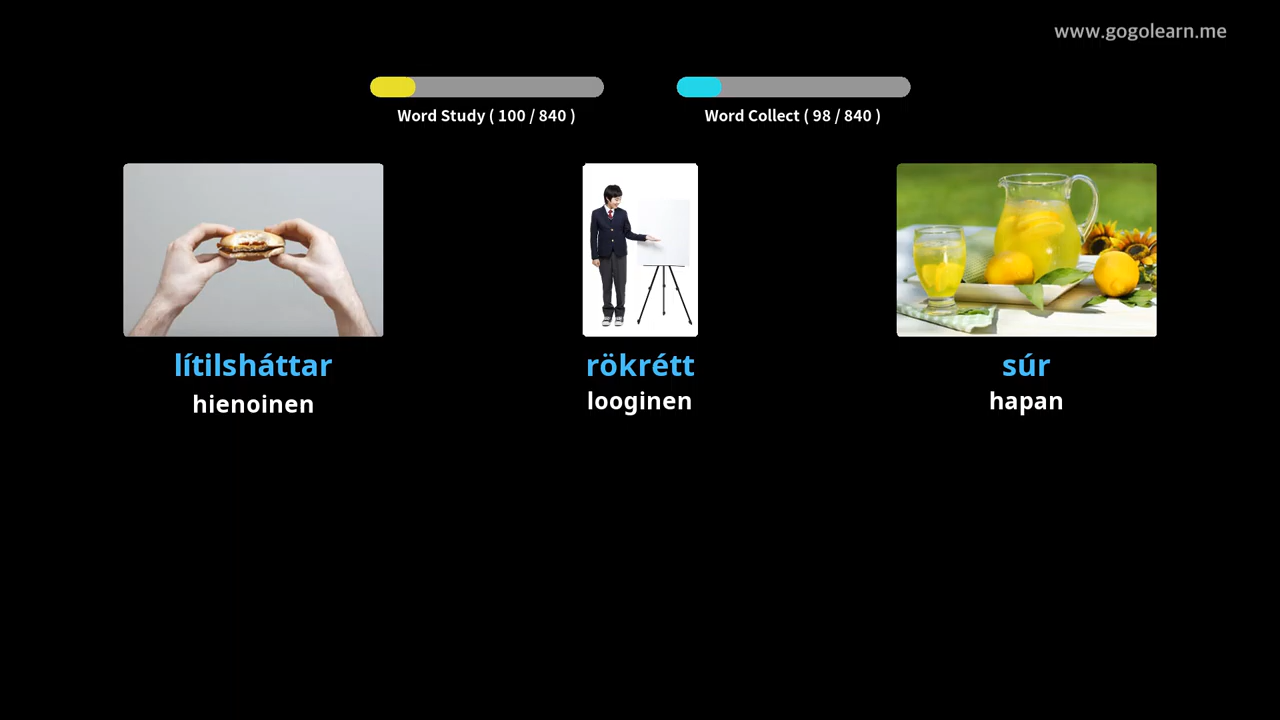 www.gogolearn.me
Word Study ( 100 / 840 )
Word Collect ( 98 / 840 )
lítilsháttar
rökrétt
súr
hienoinen
looginen
hapan